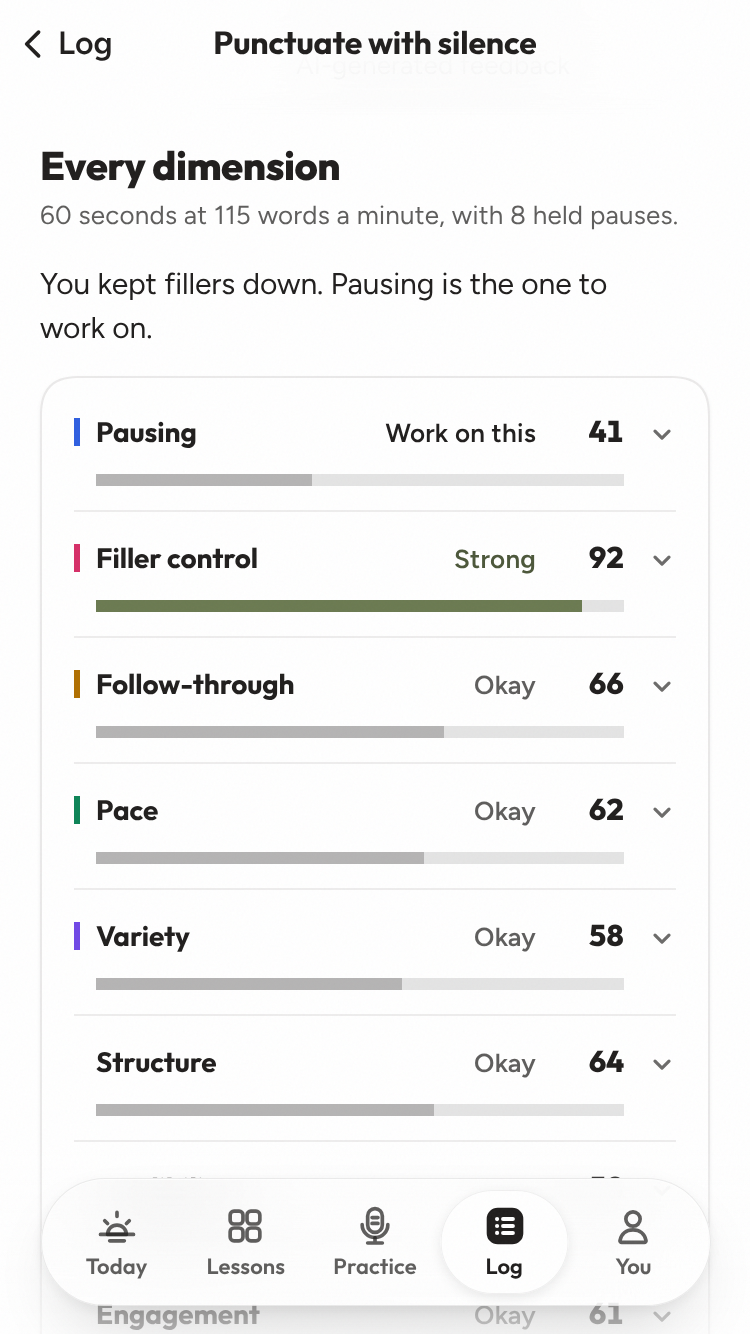 Log
Punctuate with silence
AI-generated feedback
Every dimension
60 seconds at 115 words a minute, with 8 held pauses.
You kept fillers down. Pausing is the one to
work on.
Pausing Work on this 41
Filler control Strong 92
Follow-through Okay 66
Pace Okay 62
Variety Okay 58
Structure Okay 64
Today Lessons Practice Log You
Engagement Okay 61